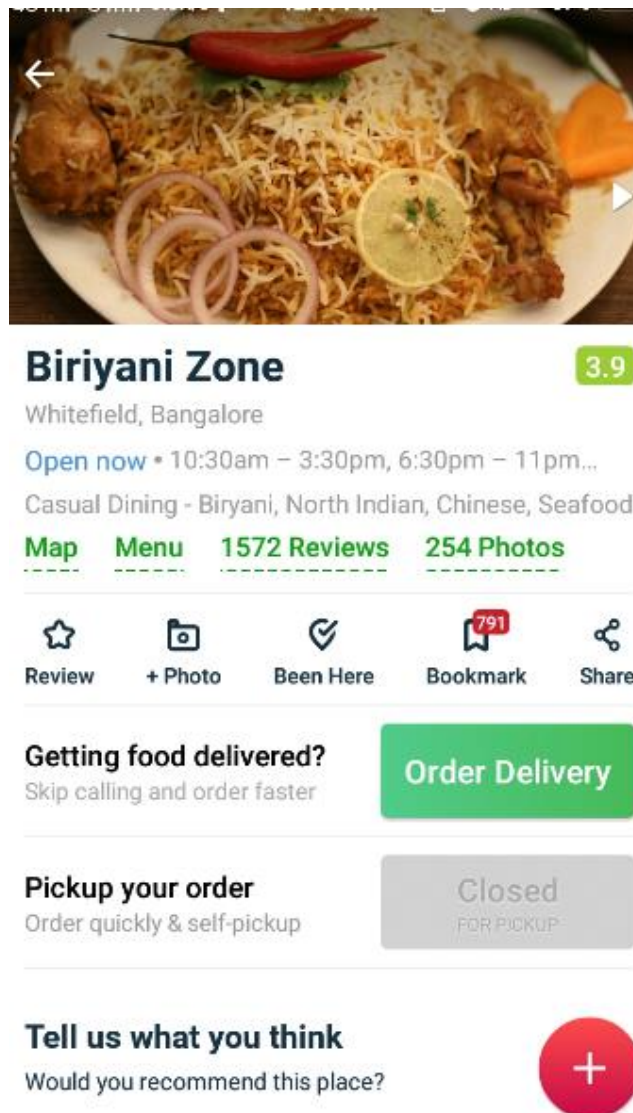 Biriyani Zone
3.9
Whitefield, Bangalore
Open now • 10:30am – 3:30pm, 6:30pm – 11pm...
Casual Dining - Biryani, North Indian, Chinese, Seafood
Map Menu 1572 Reviews 254 Photos
791
Review + Photo Been Here Bookmark Share
Getting food delivered?
Skip calling and order faster
Order Delivery
Pickup your order
Order quickly & self-pickup
Closed
FOR PICKUP
Tell us what you think
Would you recommend this place?
+